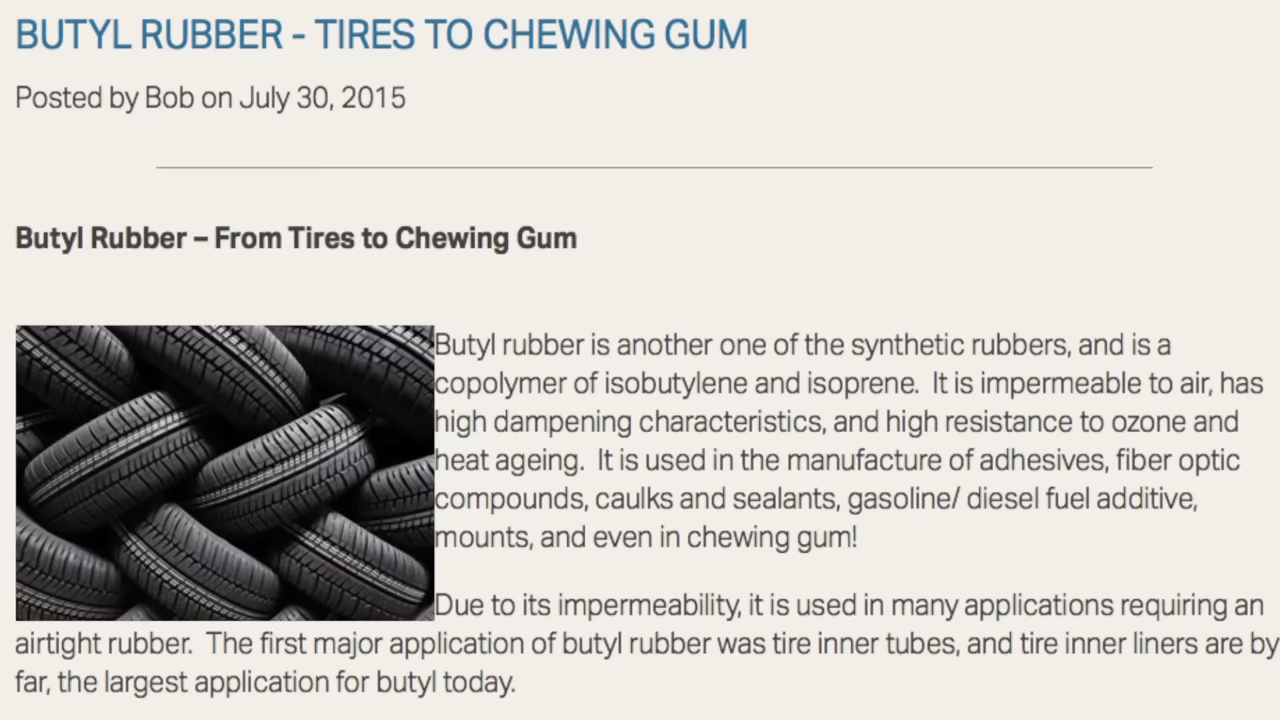 BUTYL RUBBER - TIRES TO CHEWING GUM
Posted by Bob on July 30, 2015
Butyl Rubber – From Tires to Chewing Gum
Butyl rubber is another one of the synthetic rubbers, and is a
copolymer of isobutylene and isoprene.  It is impermeable to air, has
high dampening characteristics, and high resistance to ozone and
heat ageing.  It is used in the manufacture of adhesives, fiber optic
compounds, caulks and sealants, gasoline/ diesel fuel additive,
mounts, and even in chewing gum!
Due to its impermeability, it is used in many applications requiring an
airtight rubber.  The first major application of butyl rubber was tire inner tubes, and tire inner liners are by
far, the largest application for butyl today.